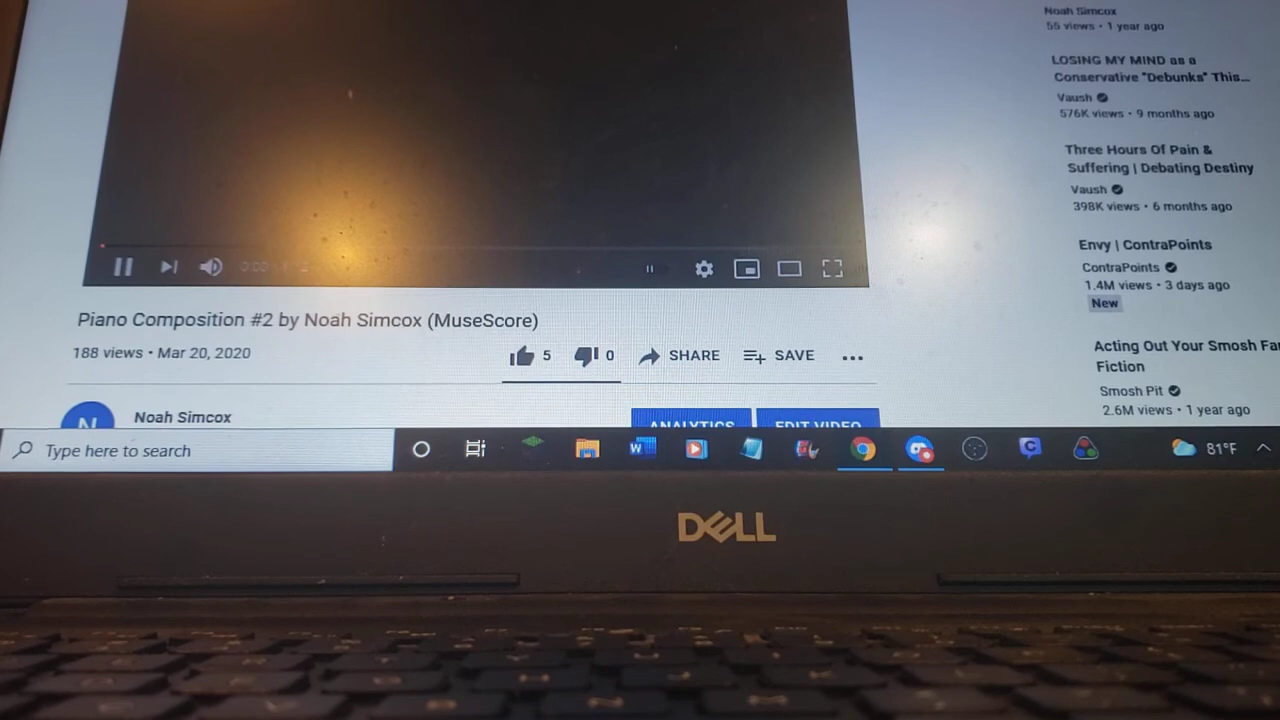 Piano Composition #2 by Noah Simcox (MuseScore)
188 views • Mar 20, 2020
5
0
SHARE
SAVE
Noah Simcox
ANALYTICS
EDIT VIDEO
Noah Simcox
55 views • 1 year ago
LOSING MY MIND as a
Conservative "Debunks" This...
Vaush
576K views • 9 months ago
Three Hours Of Pain &
Suffering | Debating Destiny
Vaush
398K views • 6 months ago
Envy | ContraPoints
ContraPoints
1.4M views • 3 days ago
New
Acting Out Your Smosh Fa
Fiction
Smosh Pit
2.6M views • 1 year ago
Type here to search
81°F
DELL